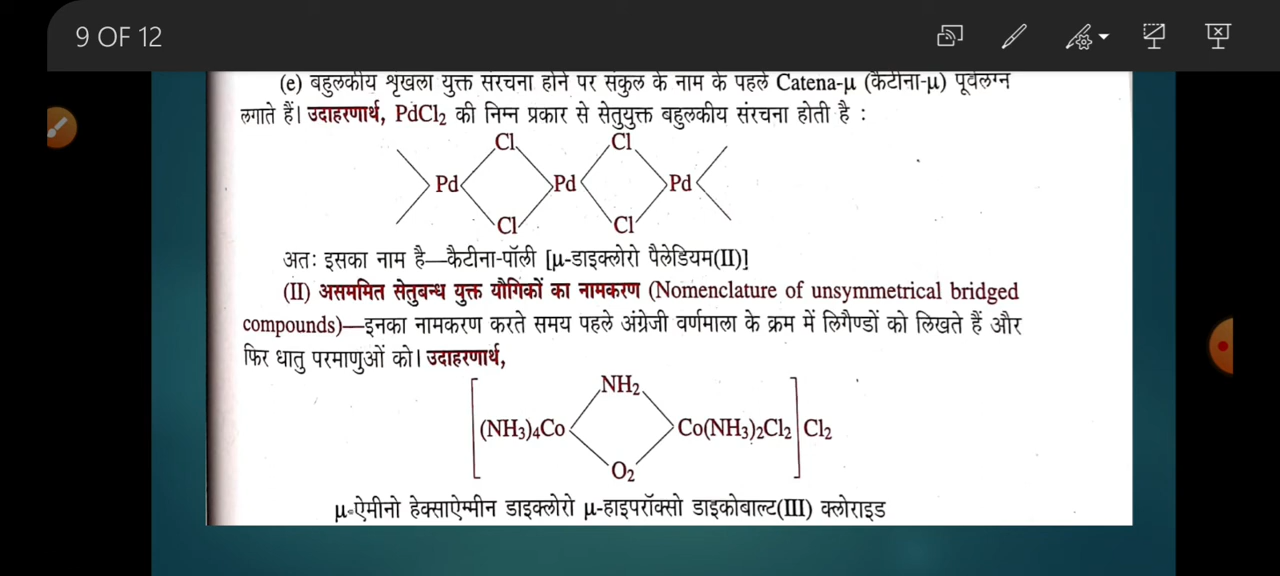 9 OF 12
(e) बहुलकीय शृंखला युक्त संरचना होने पर संकुल के नाम के पहले Catena-μ (कैटीना-μ) पूर्वलग्न
लगाते हैं। उदाहरणार्थ, PdCl2 की निम्न प्रकार से सेतुयुक्त बहुलकीय संरचना होती है :
Cl Cl
Pd Pd Pd
Cl Cl
अतः इसका नाम है—कैटीना-पॉली [μ-डाइक्लोरो पैलेडियम(II)]
(II) असममित सेतुबन्ध युक्त यौगिकों का नामकरण (Nomenclature of unsymmetrical bridged
compounds)—इनका नामकरण करते समय पहले अंग्रेजी वर्णमाला के क्रम में लिगैण्डों को लिखते हैं और
फिर धातु परमाणुओं को। उदाहरणार्थ,
NH2
[(NH3)4Co Co(NH3)2Cl2] Cl2
O2
μ-ऐमीनो हेक्साऐम्मीन डाइक्लोरो μ-हाइपरॉक्सो डाइकोबाल्ट(III) क्लोराइड